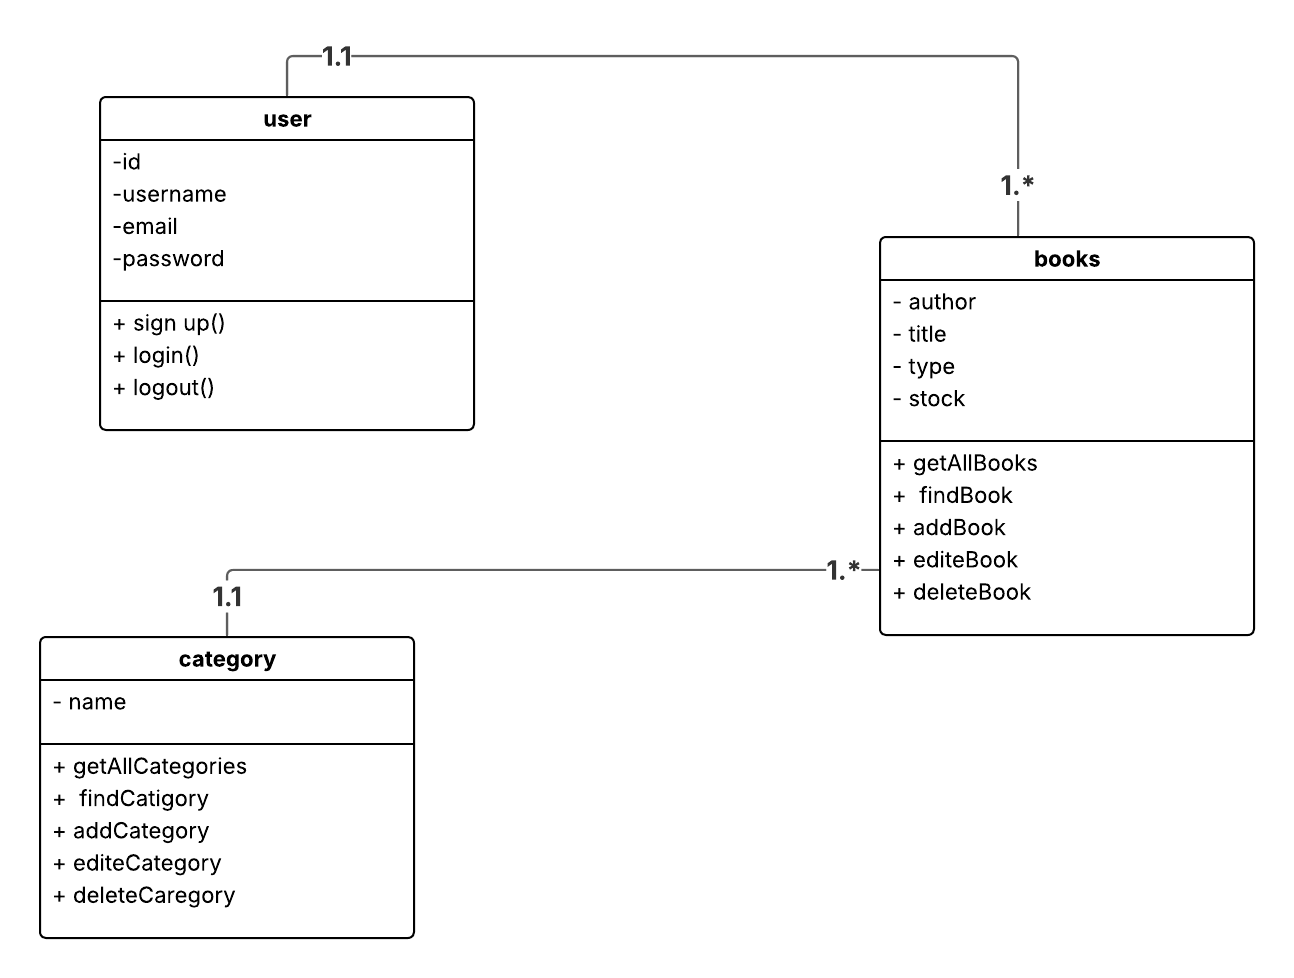 1.1
user
-id
-username
-email
-password
+ sign up()
+ login()
+ logout()
1.*
books
- author
- title
- type
- stock
+ getAllBooks
+  findBook
+ addBook
+ editeBook
+ deleteBook
1.*
1.1
category
- name
+ getAllCategories
+  findCatigory
+ addCategory
+ editeCategory
+ deleteCaregory